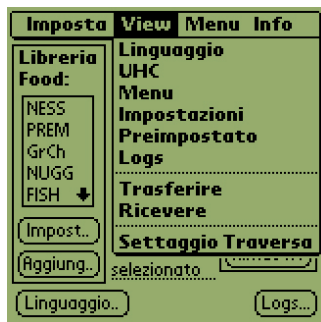 Imposta View Menu Info
Libreria
Food:
NESS
PREM
GrCh
NUGG
FISH
Impost..
Aggiung..
Linguaggio
UHC
Menu
Impostazioni
Preimpostato
Logs
Trasferire
Ricevere
Settaggio Traversa
selezionato
Linguaggio..
Logs...